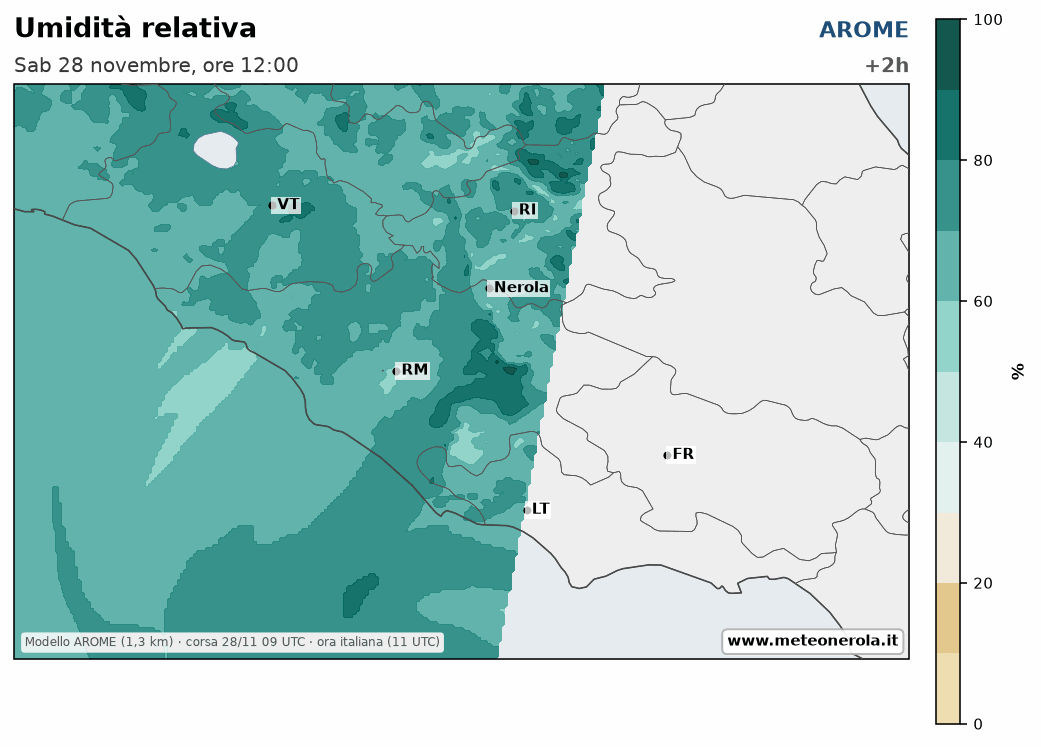 Umidità relativa
AROME
Sab 28 novembre, ore 12:00
+2h
100
80
60
40
20
0
%
VT
RI
Nerola
RM
FR
LT
Modello AROME (1,3 km) · corsa 28/11 09 UTC · ora italiana (11 UTC)
www.meteonerola.it